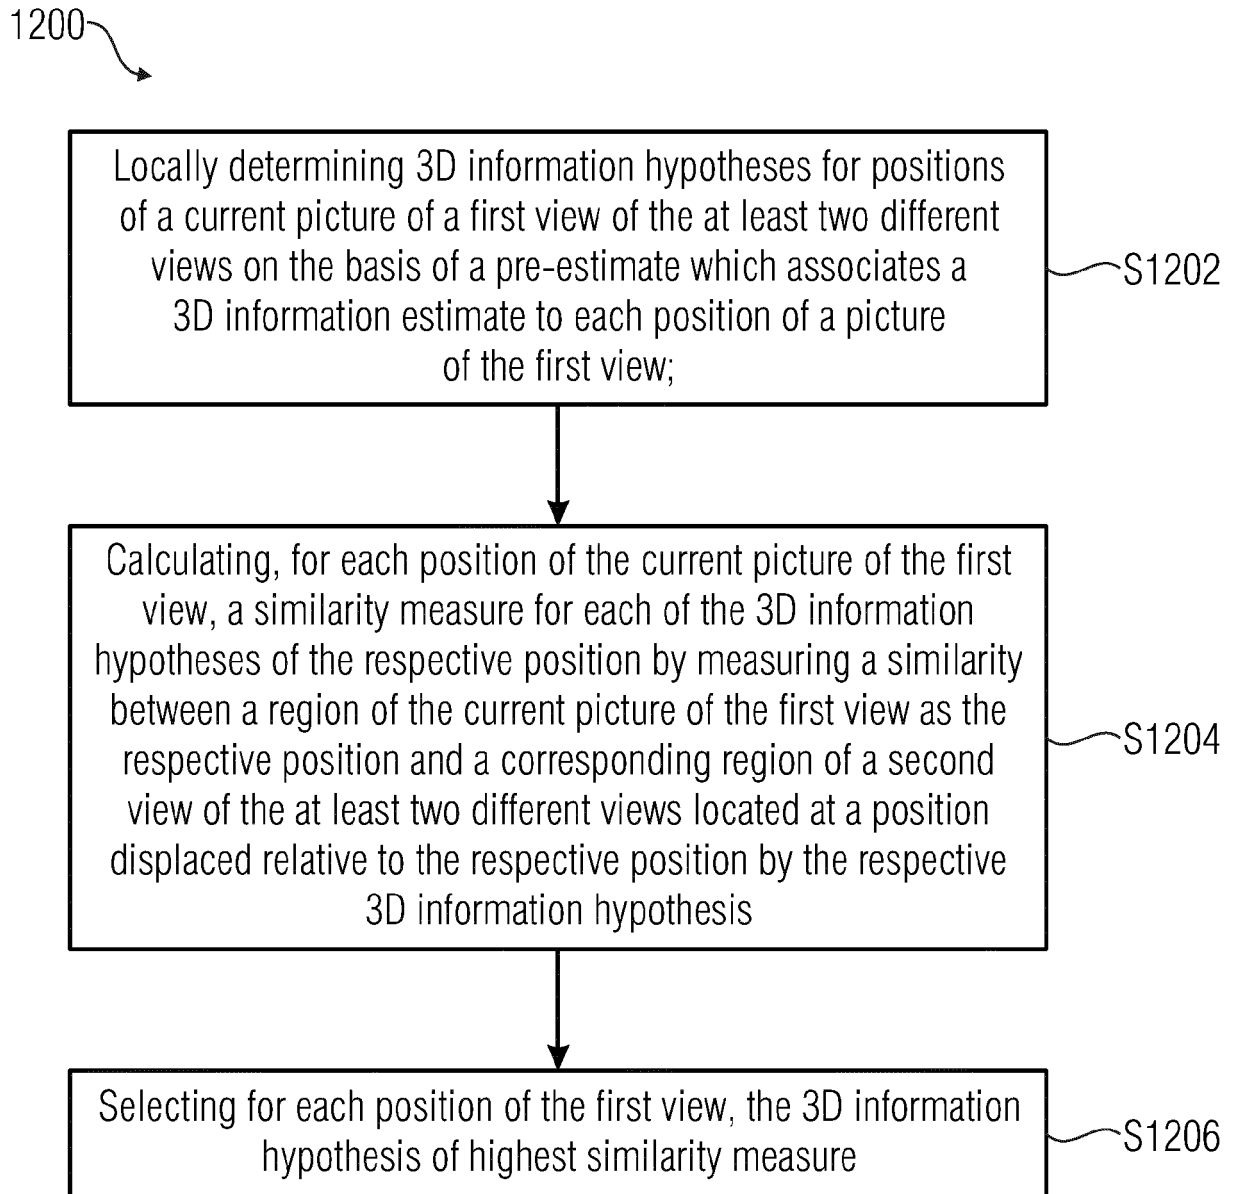 1200
Locally determining 3D information hypotheses for positions
of a current picture of a first view of the at least two different
views on the basis of a pre-estimate which associates a
3D information estimate to each position of a picture
of the first view;
S1202
Calculating, for each position of the current picture of the first
view, a similarity measure for each of the 3D information
hypotheses of the respective position by measuring a similarity
between a region of the current picture of the first view as the
respective position and a corresponding region of a second
view of the at least two different views located at a position
displaced relative to the respective position by the respective
3D information hypothesis
S1204
Selecting for each position of the first view, the 3D information
hypothesis of highest similarity measure
S1206